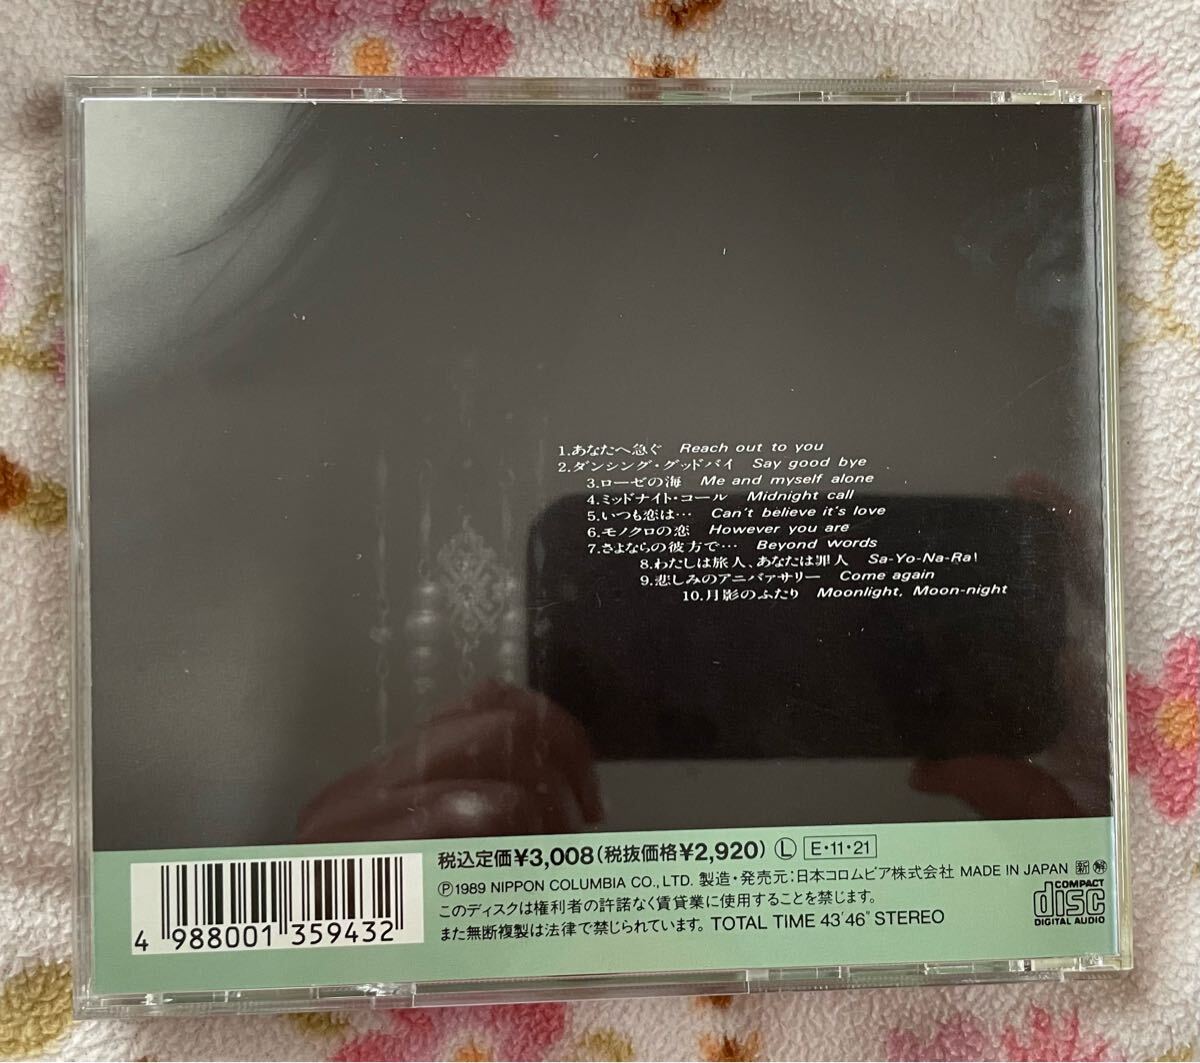 1.あなたへ急ぐ Reach out to you
2.ダンシング・グッドバイ Say good bye
3.ローゼの海 Me and myself alone
4.ミッドナイト・コール Midnight call
5.いつも恋は… Can't believe it's love
6.モノクロの恋 However you are
7.さよならの彼方で… Beyond words
8.わたしは旅人、あなたは罪人 Sa-Yo-Na-Ra!
9.悲しみのアニバァサリー Come again
10.月影のふたり Moonlight, Moon-night
税込定価¥3,008(税抜価格¥2,920) Ⓛ E・11・21
Ⓟ1989 NIPPON COLUMBIA CO., LTD. 製造・発売元:日本コロムビア株式会社 MADE IN JAPAN 新 解
このディスクは権利者の許諾なく賃貸業に使用することを禁じます。
また無断複製は法律で禁じられています。 TOTAL TIME 43'46" STEREO
4 988001 359432
COMPACT
disc
DIGITAL AUDIO